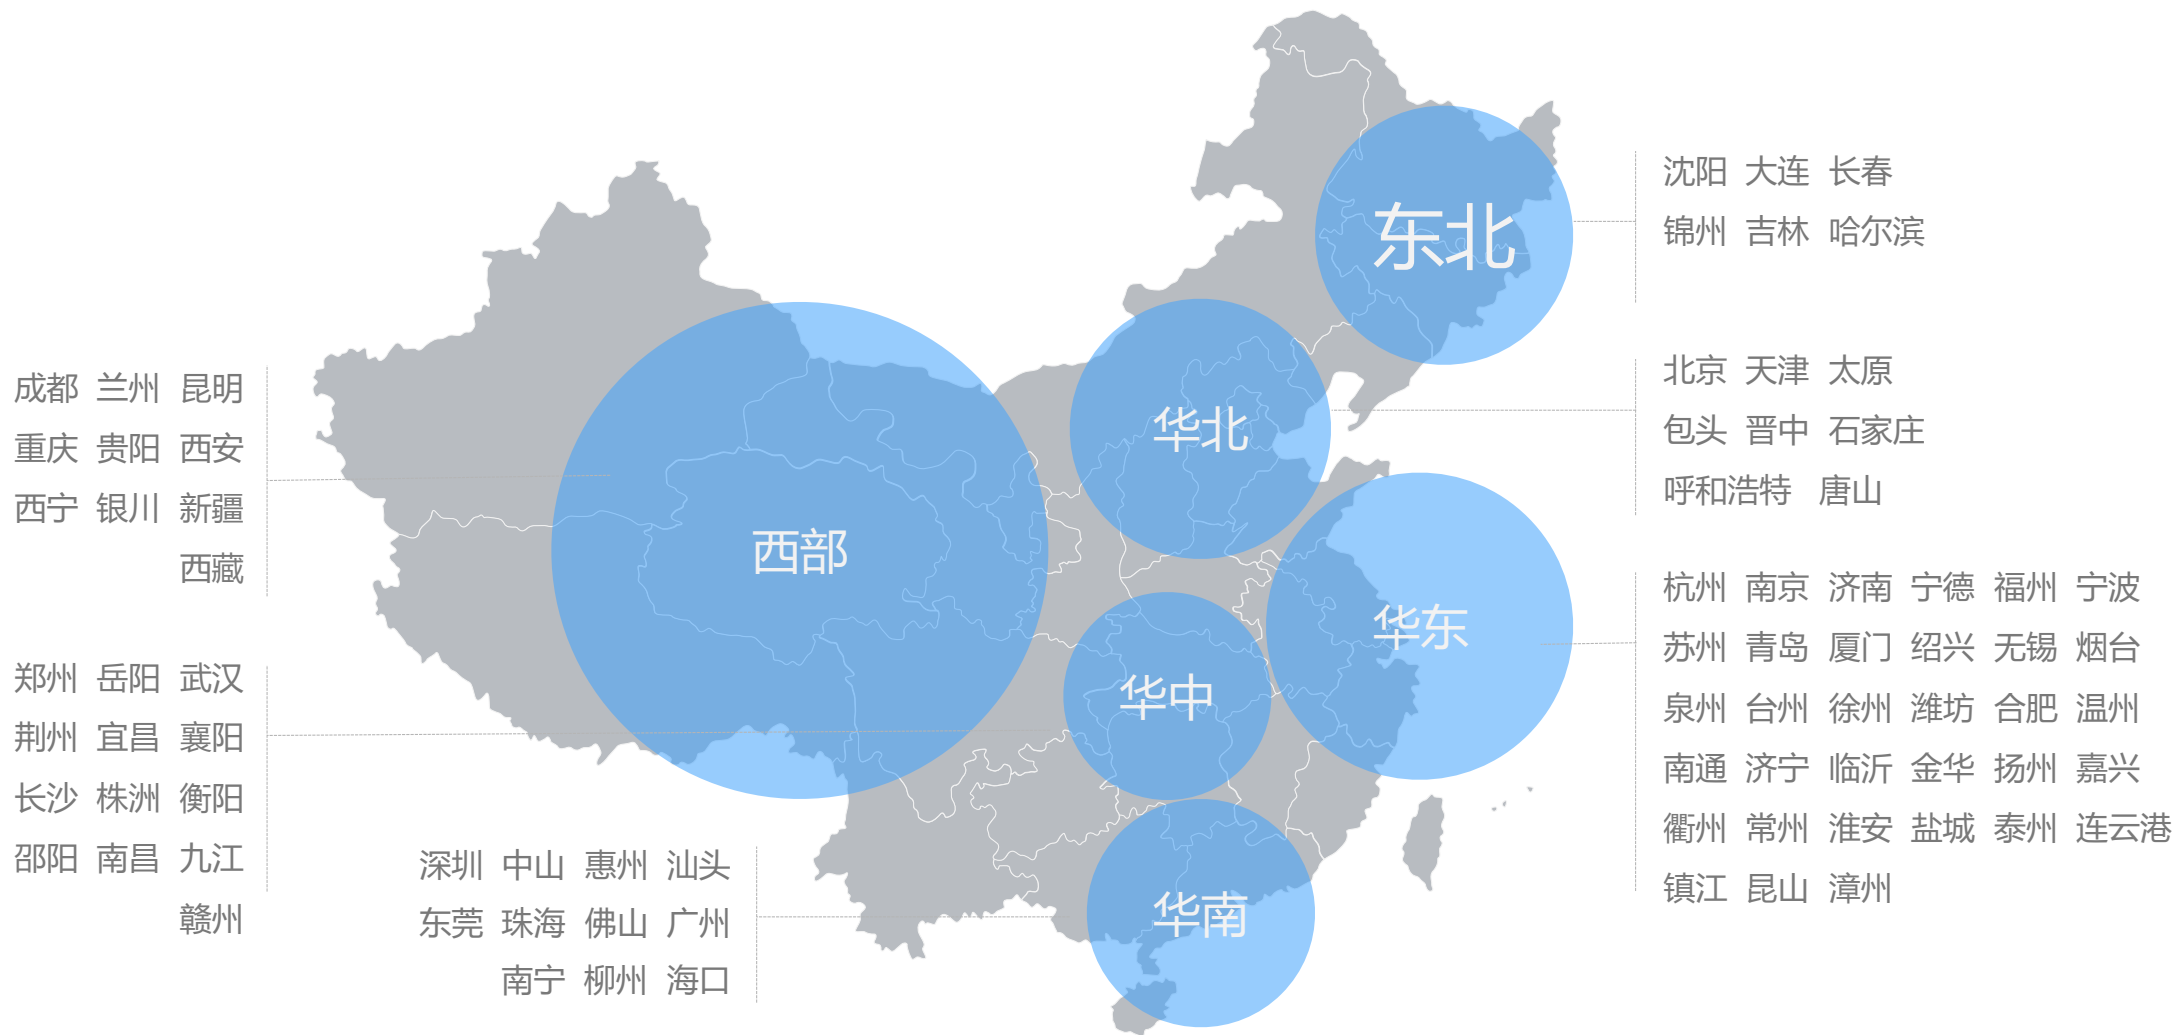 东北
沈阳 大连 长春
锦州 吉林 哈尔滨
华北
北京 天津 太原
包头 晋中 石家庄
呼和浩特 唐山
西部
成都 兰州 昆明
重庆 贵阳 西安
西宁 银川 新疆
西藏
华东
杭州 南京 济南 宁德 福州 宁波
苏州 青岛 厦门 绍兴 无锡 烟台
泉州 台州 徐州 潍坊 合肥 温州
南通 济宁 临沂 金华 扬州 嘉兴
衢州 常州 淮安 盐城 泰州 连云港
镇江 昆山 漳州
华中
郑州 岳阳 武汉
荆州 宜昌 襄阳
长沙 株洲 衡阳
邵阳 南昌 九江
赣州
华南
深圳 中山 惠州 汕头
东莞 珠海 佛山 广州
南宁 柳州 海口